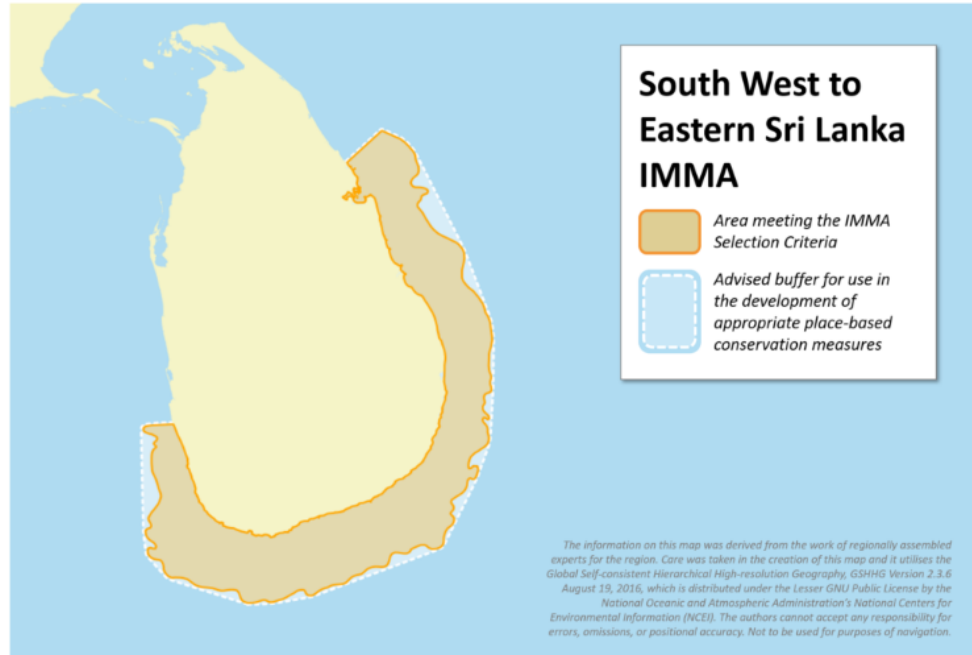 South West to
Eastern Sri Lanka
IMMA
Area meeting the IMMA
Selection Criteria
Advised buffer for use in
the development of
appropriate place-based
conservation measures
The information on this map was derived from the work of regionally assembled
experts for the region. Care was taken in the creation of this map and it utilises the
Global Self-consistent Hierarchical High-resolution Geography, GSHHG Version 2.3.6
August 19, 2016, which is distributed under the Lesser GNU Public License by the
National Oceanic and Atmospheric Administration's National Centers for
Environmental Information (NCEI). The authors cannot accept any responsibility for
errors, omissions, or positional accuracy. Not to be used for purposes of navigation.